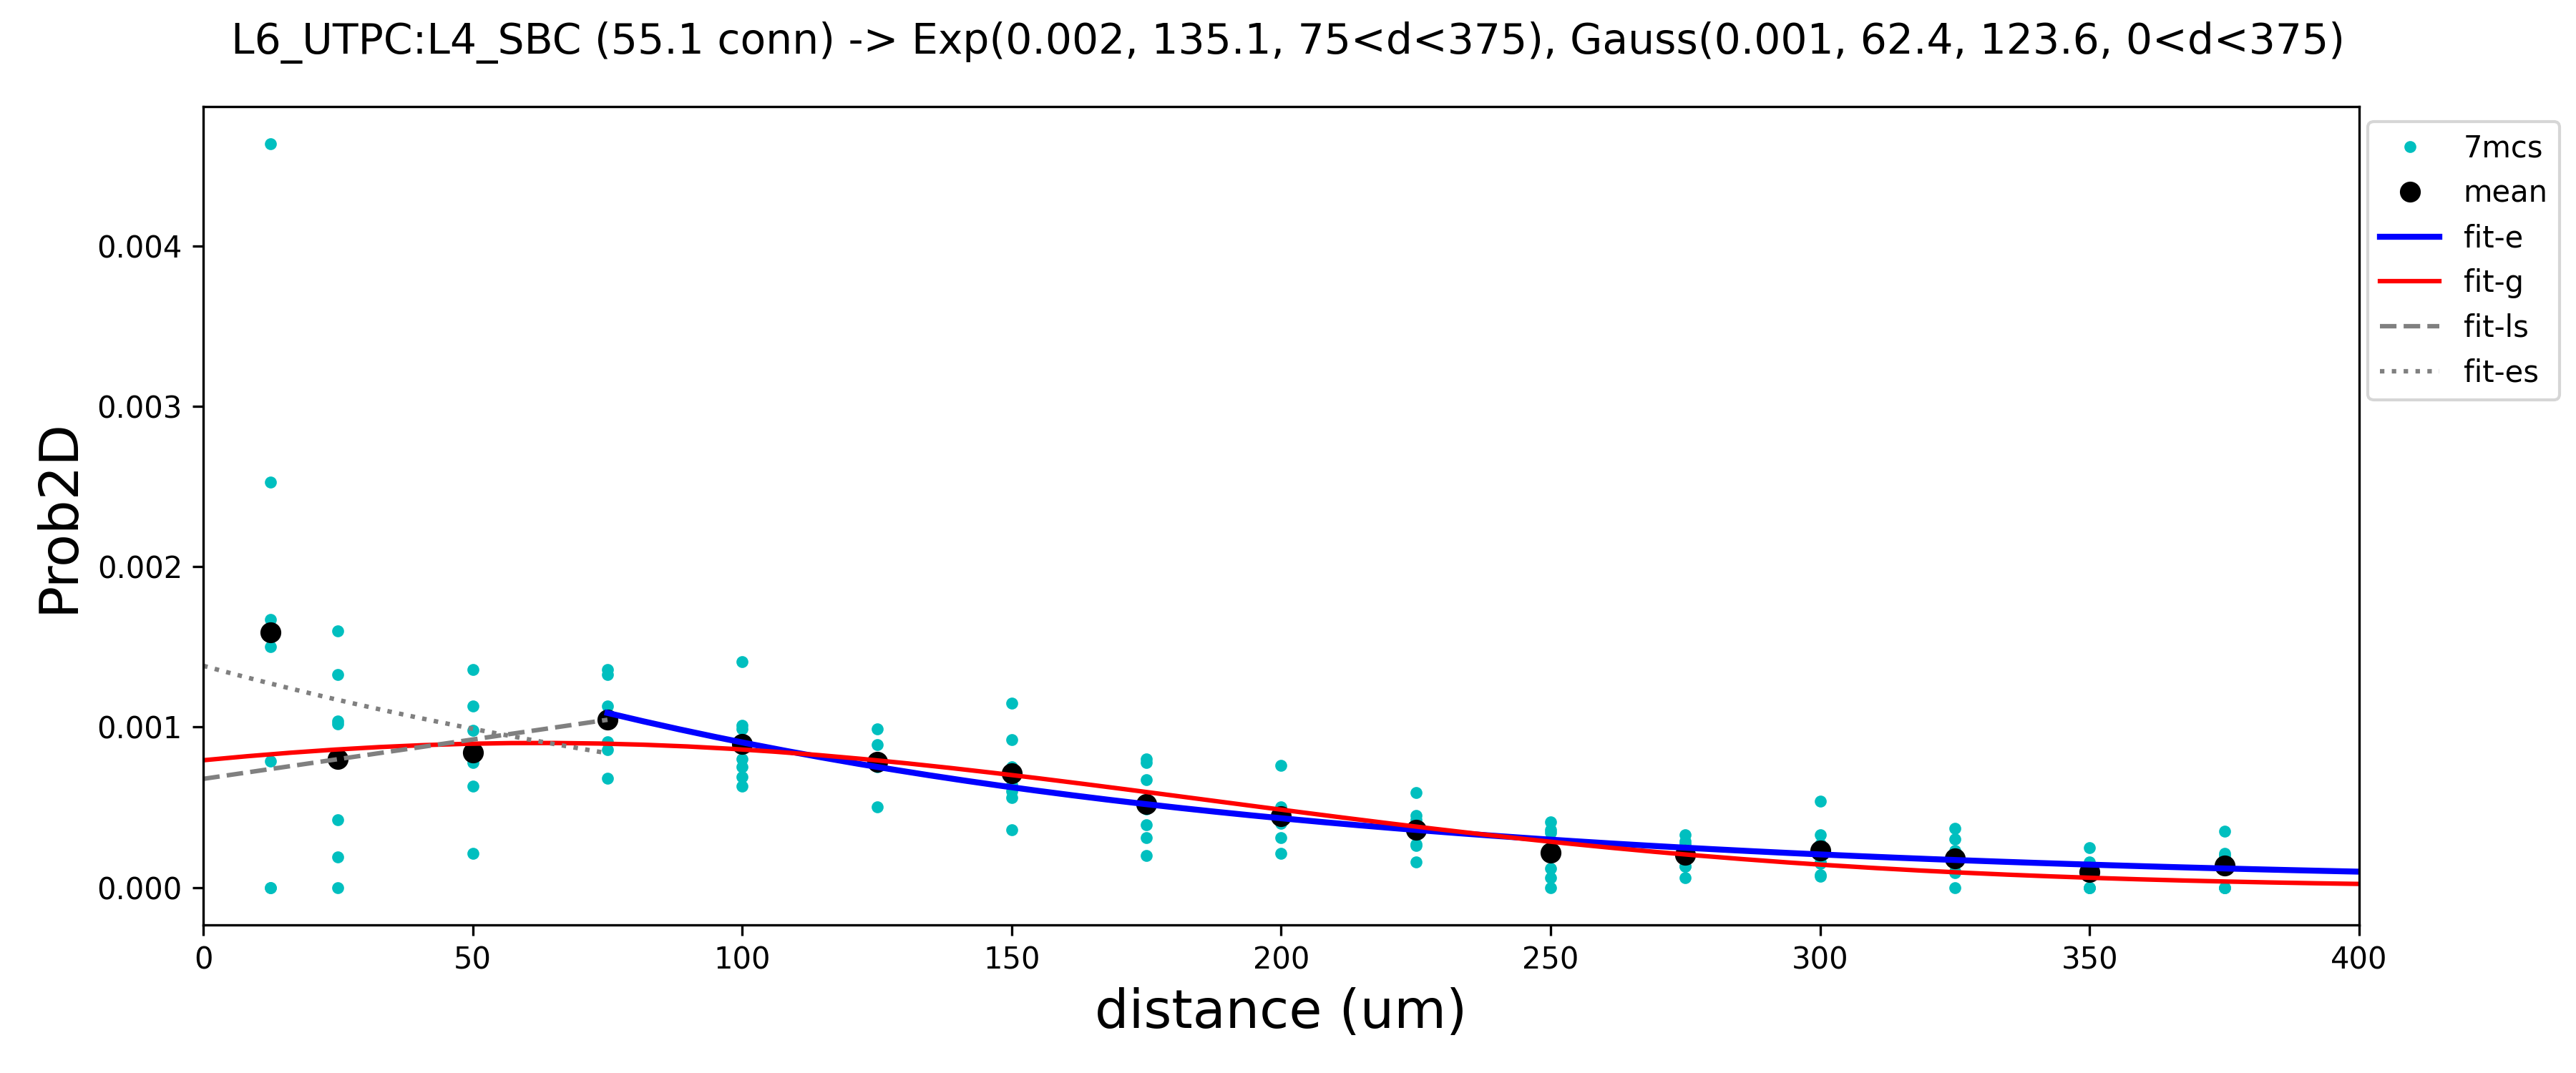 L6_UTPC:L4_SBC (55.1 conn) -> Exp(0.002, 135.1, 75<d<375), Gauss(0.001, 62.4, 123.6, 0<d<375)
7mcs
mean
fit-e
fit-g
fit-ls
fit-es
Prob2D
0.004
0.003
0.002
0.001
0.000
0 50 100 150 200 250 300 350 400
distance (um)